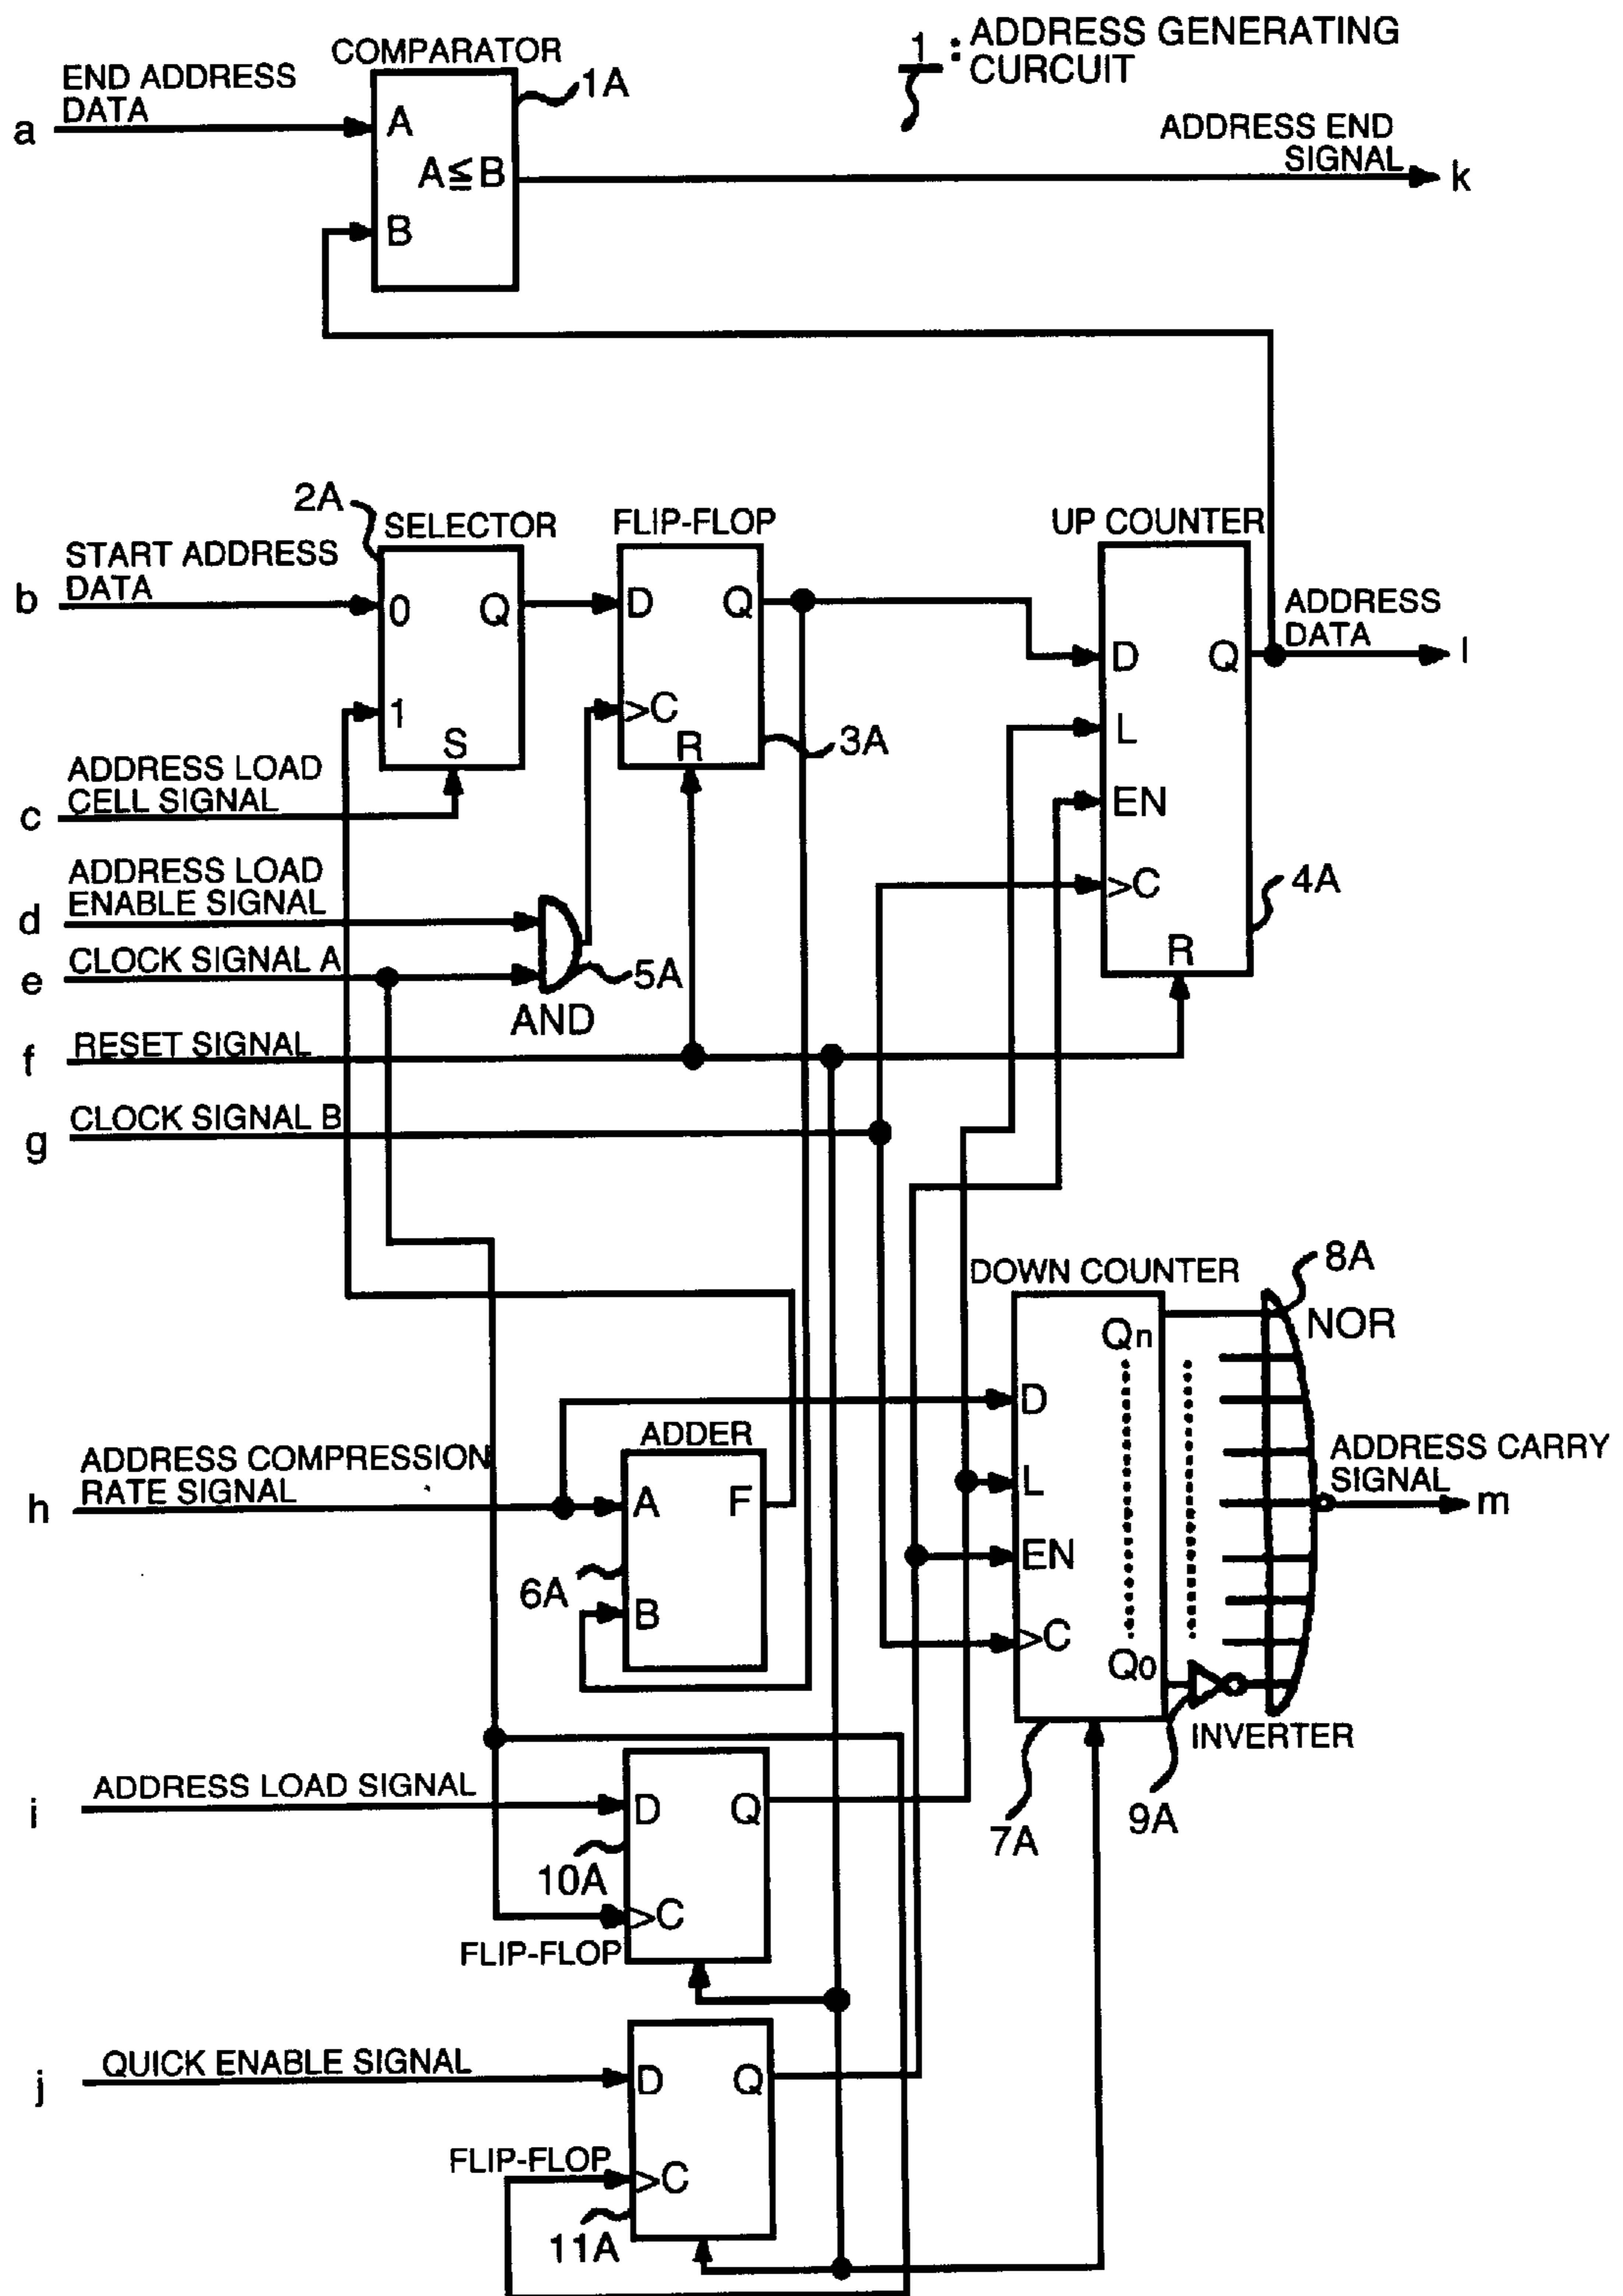 1 : ADDRESS GENERATING
CURCUIT
COMPARATOR
1A
END ADDRESS
DATA
a
A
A≦B
B
ADDRESS END
SIGNAL
k
2A
SELECTOR
FLIP-FLOP
UP COUNTER
START ADDRESS
DATA
b
0
Q
1
S
D
Q
>C
R
3A
D
Q
L
EN
>C
R
4A
ADDRESS
DATA
l
ADDRESS LOAD
CELL SIGNAL
c
ADDRESS LOAD
ENABLE SIGNAL
d
CLOCK SIGNAL A
e
5A
AND
RESET SIGNAL
f
CLOCK SIGNAL B
g
DOWN COUNTER
8A
NOR
Qn
D
L
EN
>C
Q0
ADDER
ADDRESS COMPRESSION
RATE SIGNAL
h
A
F
6A
B
ADDRESS CARRY
SIGNAL
m
INVERTER
7A
9A
ADDRESS LOAD SIGNAL
i
D
Q
10A
>C
FLIP-FLOP
QUICK ENABLE SIGNAL
j
D
Q
FLIP-FLOP
>C
11A